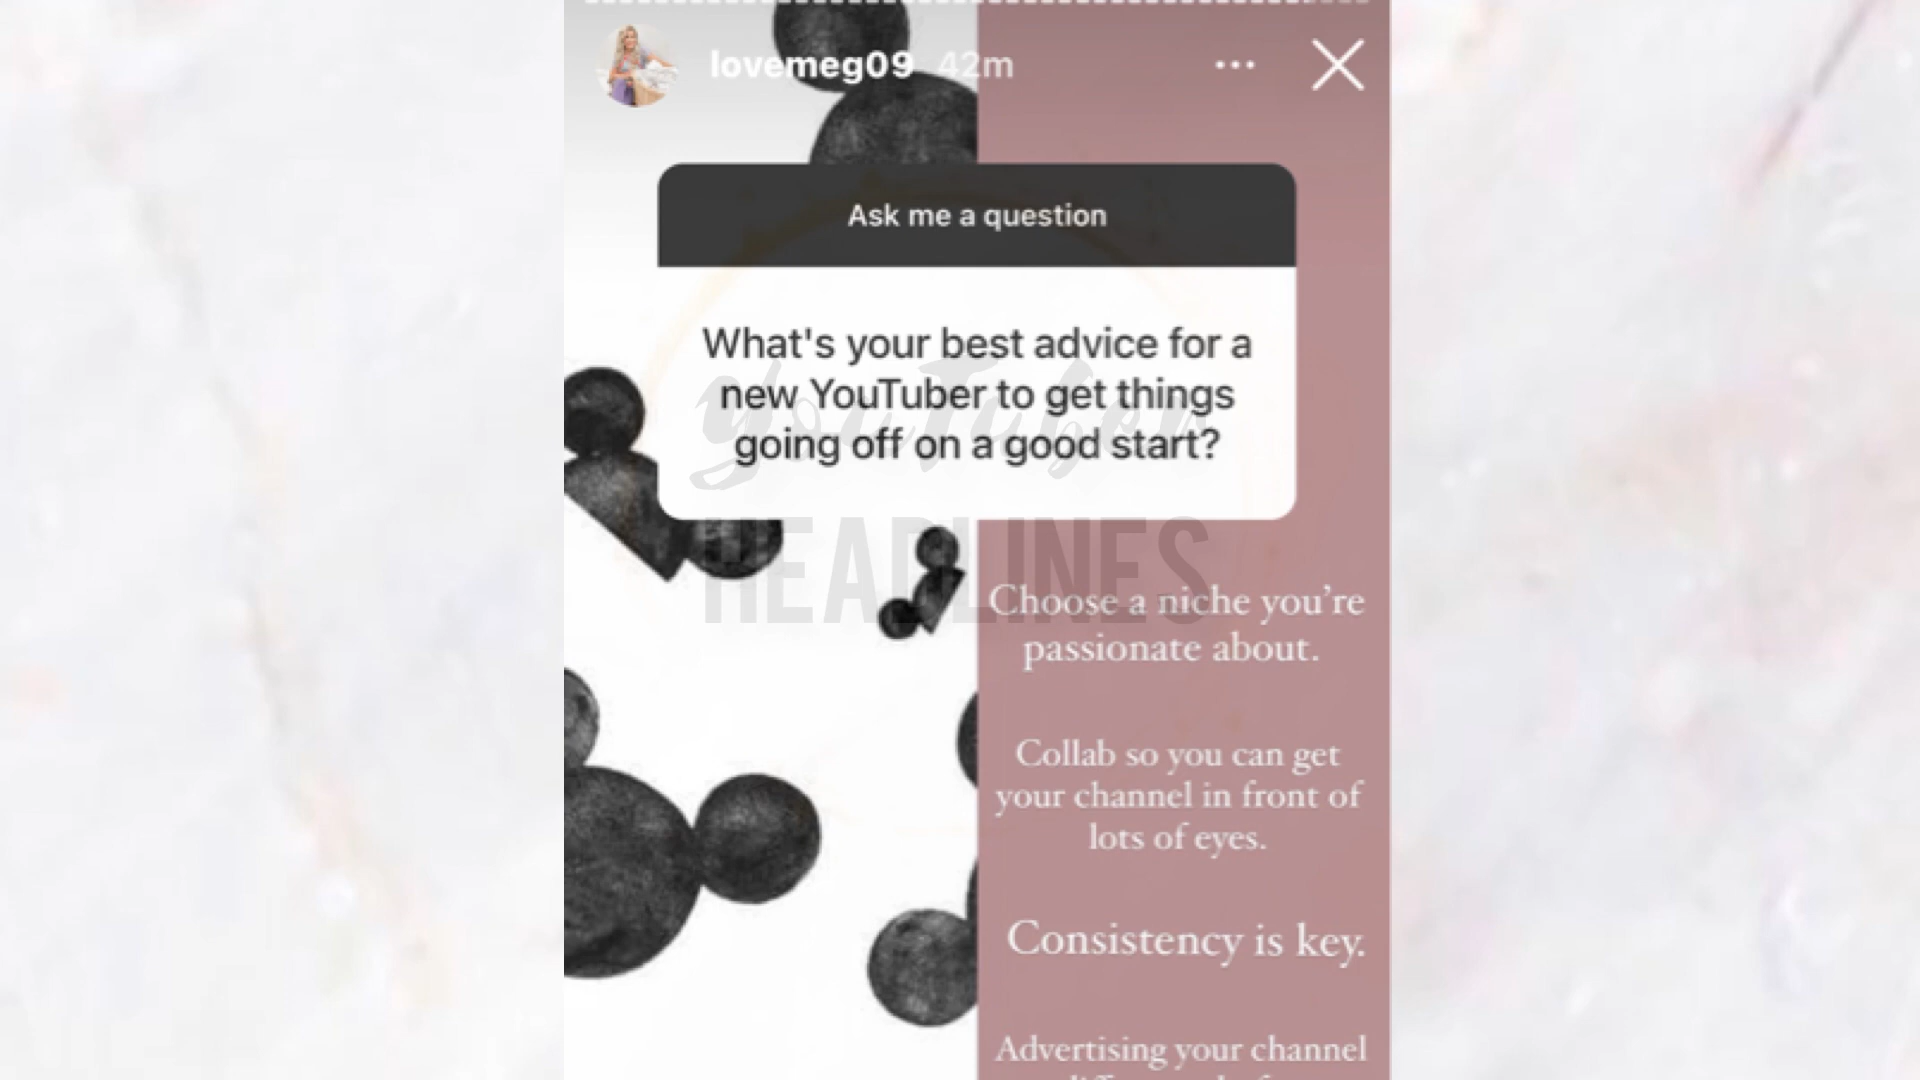 lovemeg09 42m
Ask me a question
What's your best advice for a
new YouTuber to get things
going off on a good start?
YouTuber
HEADLINES
Choose a niche you're
passionate about.
Collab so you can get
your channel in front of
lots of eyes.
Consistency is key.
Advertising your channel